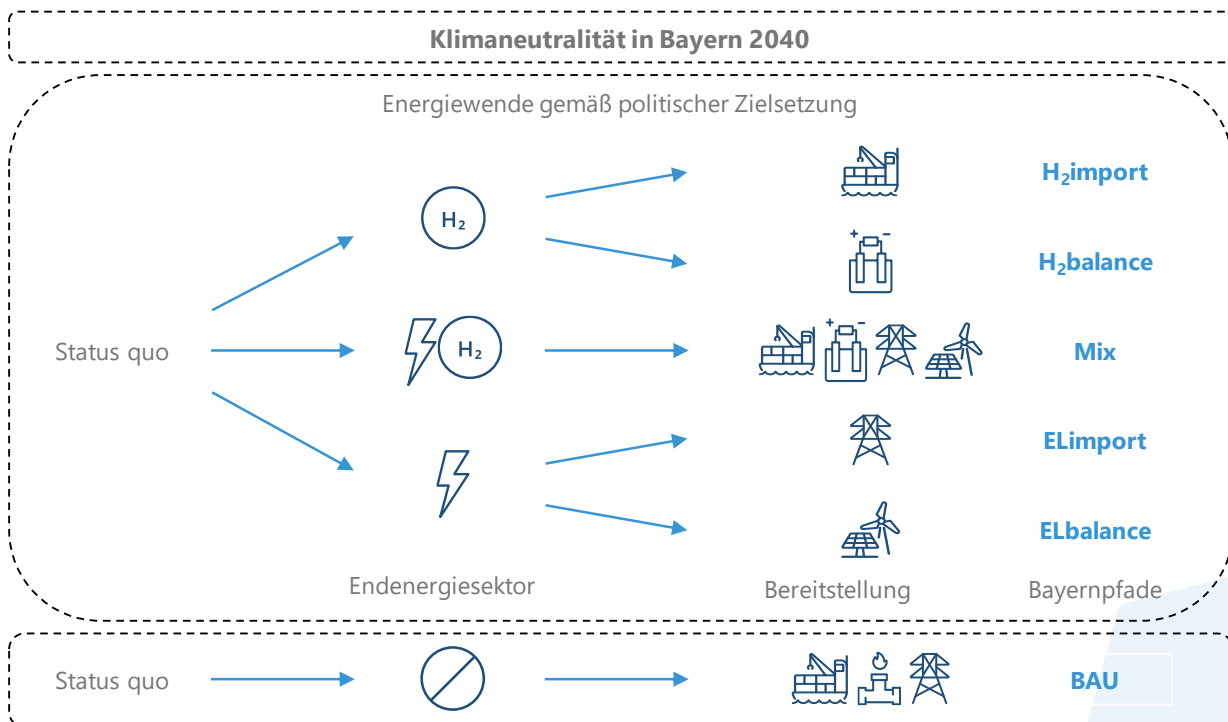 Klimaneutralität in Bayern 2040
Energiewende gemäß politischer Zielsetzung
H₂
H₂import
+ −
H₂balance
Status quo
H₂
+ −
Mix
ELimport
ELbalance
Endenergiesektor
Bereitstellung
Bayernpfade
Status quo
BAU